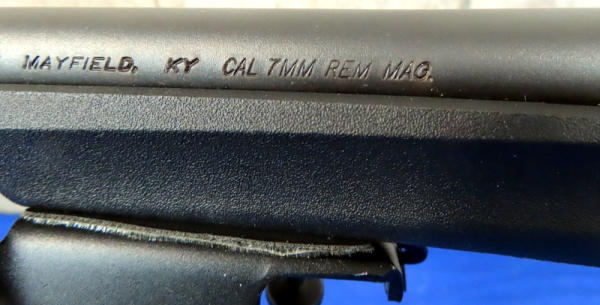 MAYFIELD, KY CAL 7MM REM MAG.